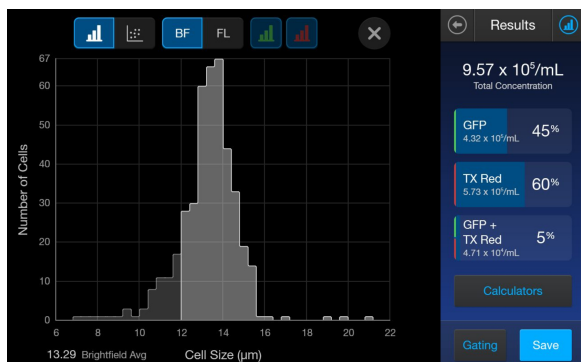 BF
FL
Results
67
60
50
40
30
20
10
0
Number of Cells
6
8
10
12
14
16
18
20
22
13.29 Brightfield Avg
Cell Size (μm)
9.57 x 10⁵/mL
Total Concentration
GFP
4.32 x 10⁵/mL
45%
TX Red
5.73 x 10⁵/mL
60%
GFP +
TX Red
4.71 x 10⁴/mL
5%
Calculators
Gating
Save